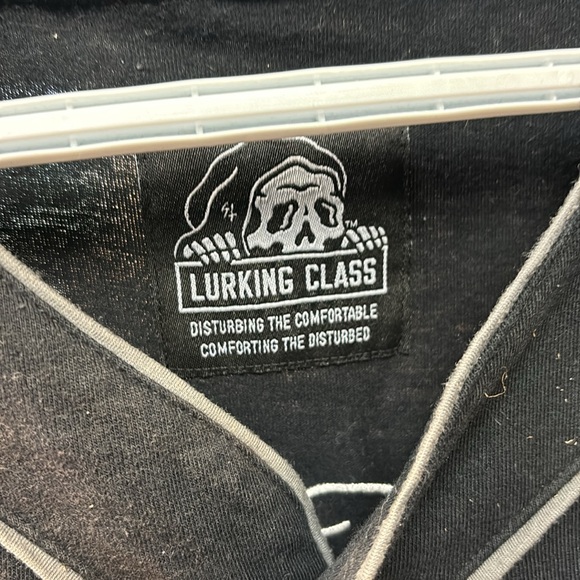 LURKING CLASS
DISTURBING THE COMFORTABLE
COMFORTING THE DISTURBED